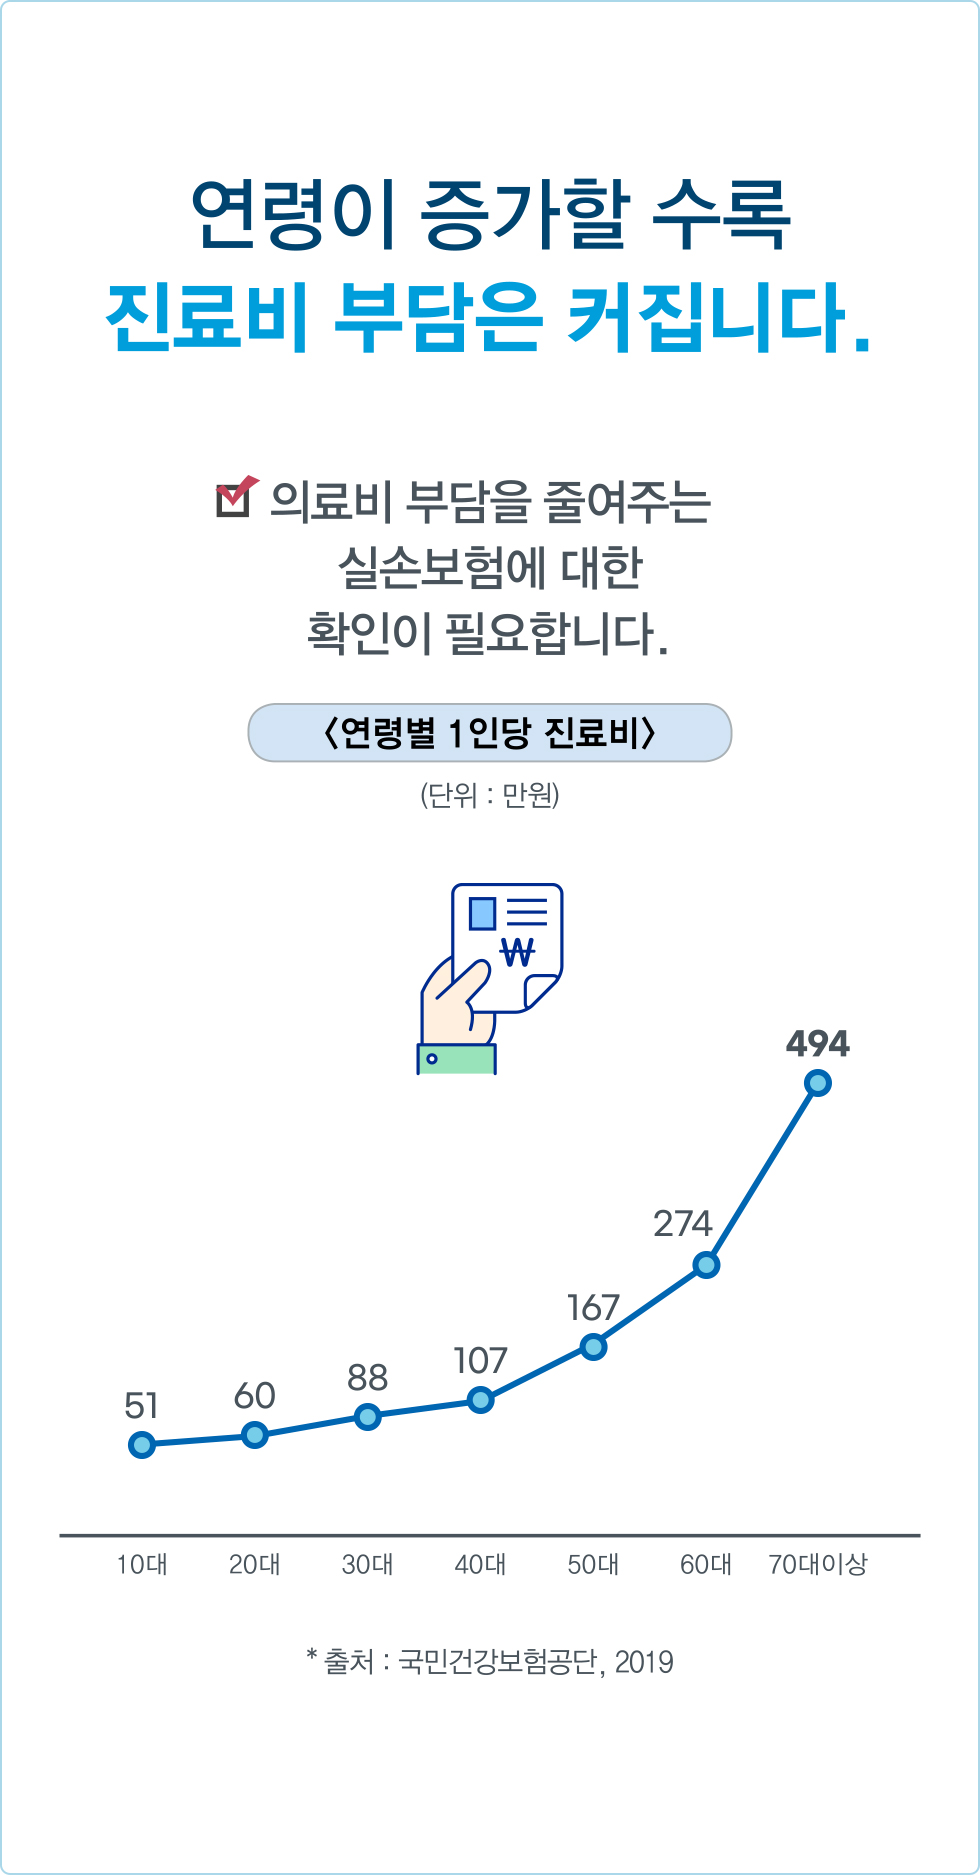 연령이 증가할 수록
진료비 부담은 커집니다.
의료비 부담을 줄여주는
실손보험에 대한
확인이 필요합니다.
<연령별 1인당 진료비>
(단위 : 만원)
₩
494
274
167
107
88
60
51
10대 20대 30대 40대 50대 60대 70대이상
* 출처 : 국민건강보험공단, 2019